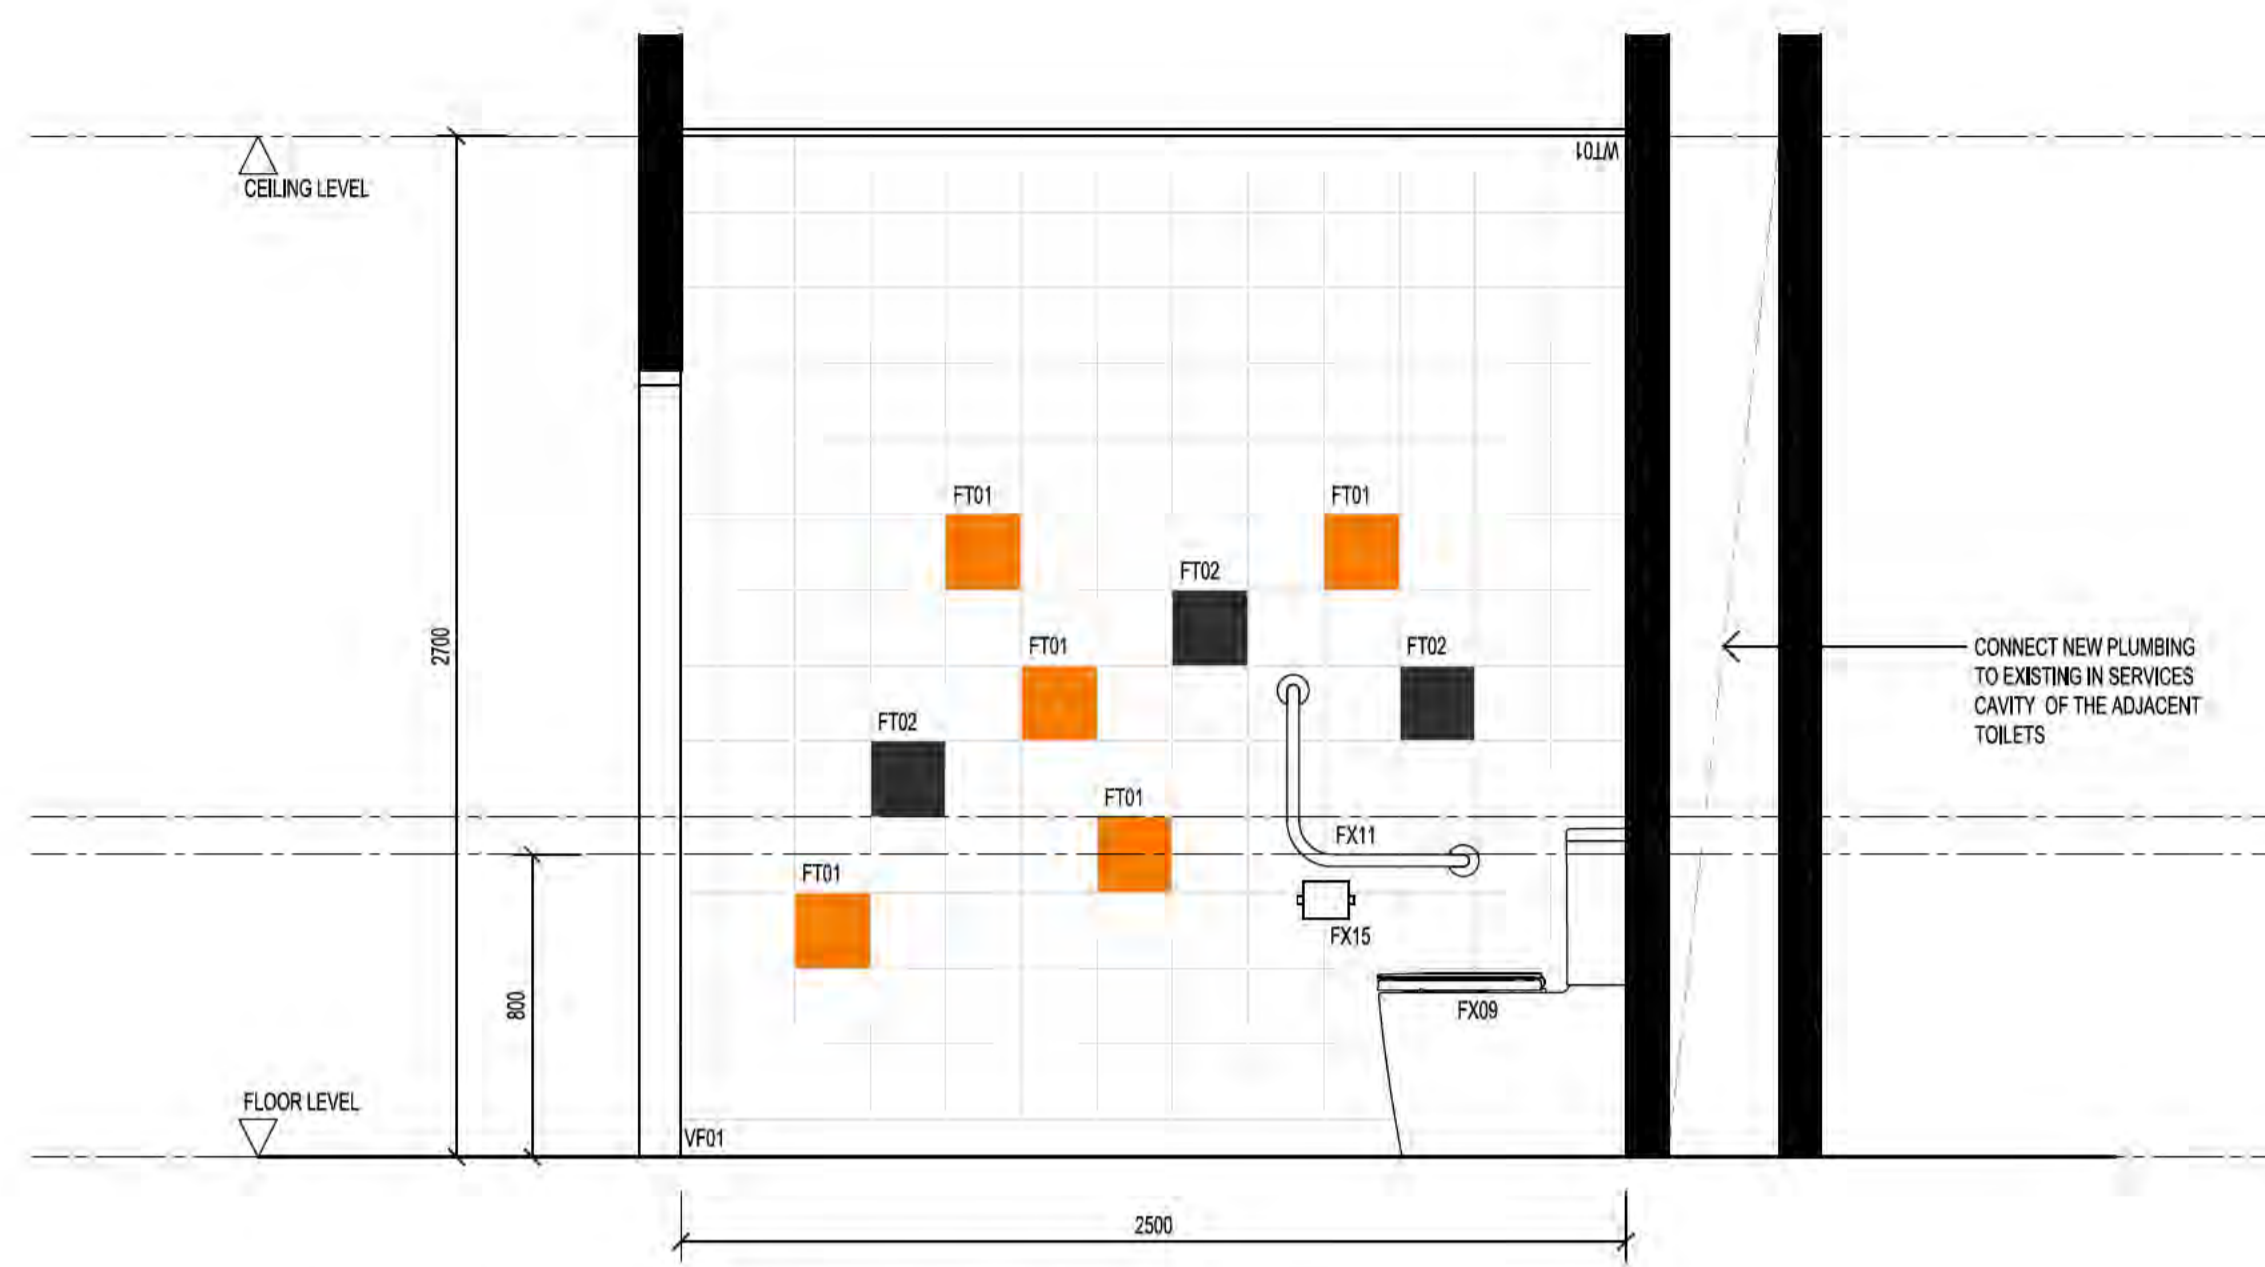 WT01
CEILING LEVEL
FT01
FT01
FT02
2700
FT01
FT02
CONNECT NEW PLUMBING
TO EXISTING IN SERVICES
CAVITY OF THE ADJACENT
TOILETS
FT02
FT01
FX11
FT01
FX15
800
FX09
FLOOR LEVEL
VF01
2500